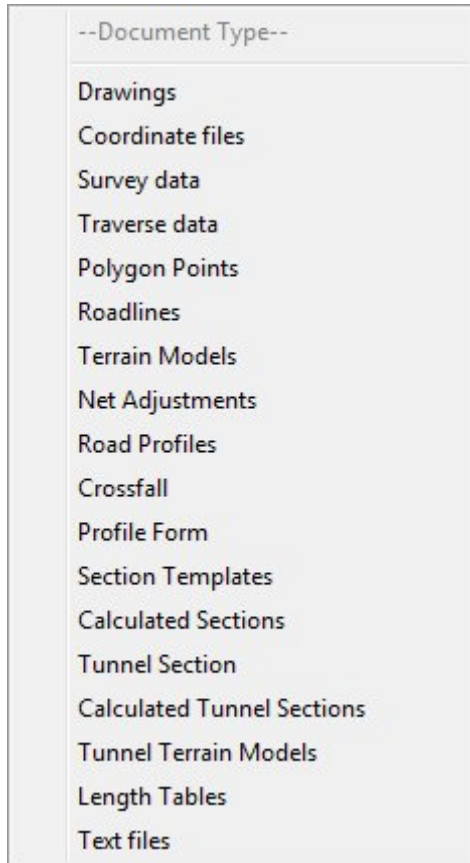 --Document Type--
Drawings
Coordinate files
Survey data
Traverse data
Polygon Points
Roadlines
Terrain Models
Net Adjustments
Road Profiles
Crossfall
Profile Form
Section Templates
Calculated Sections
Tunnel Section
Calculated Tunnel Sections
Tunnel Terrain Models
Length Tables
Text files